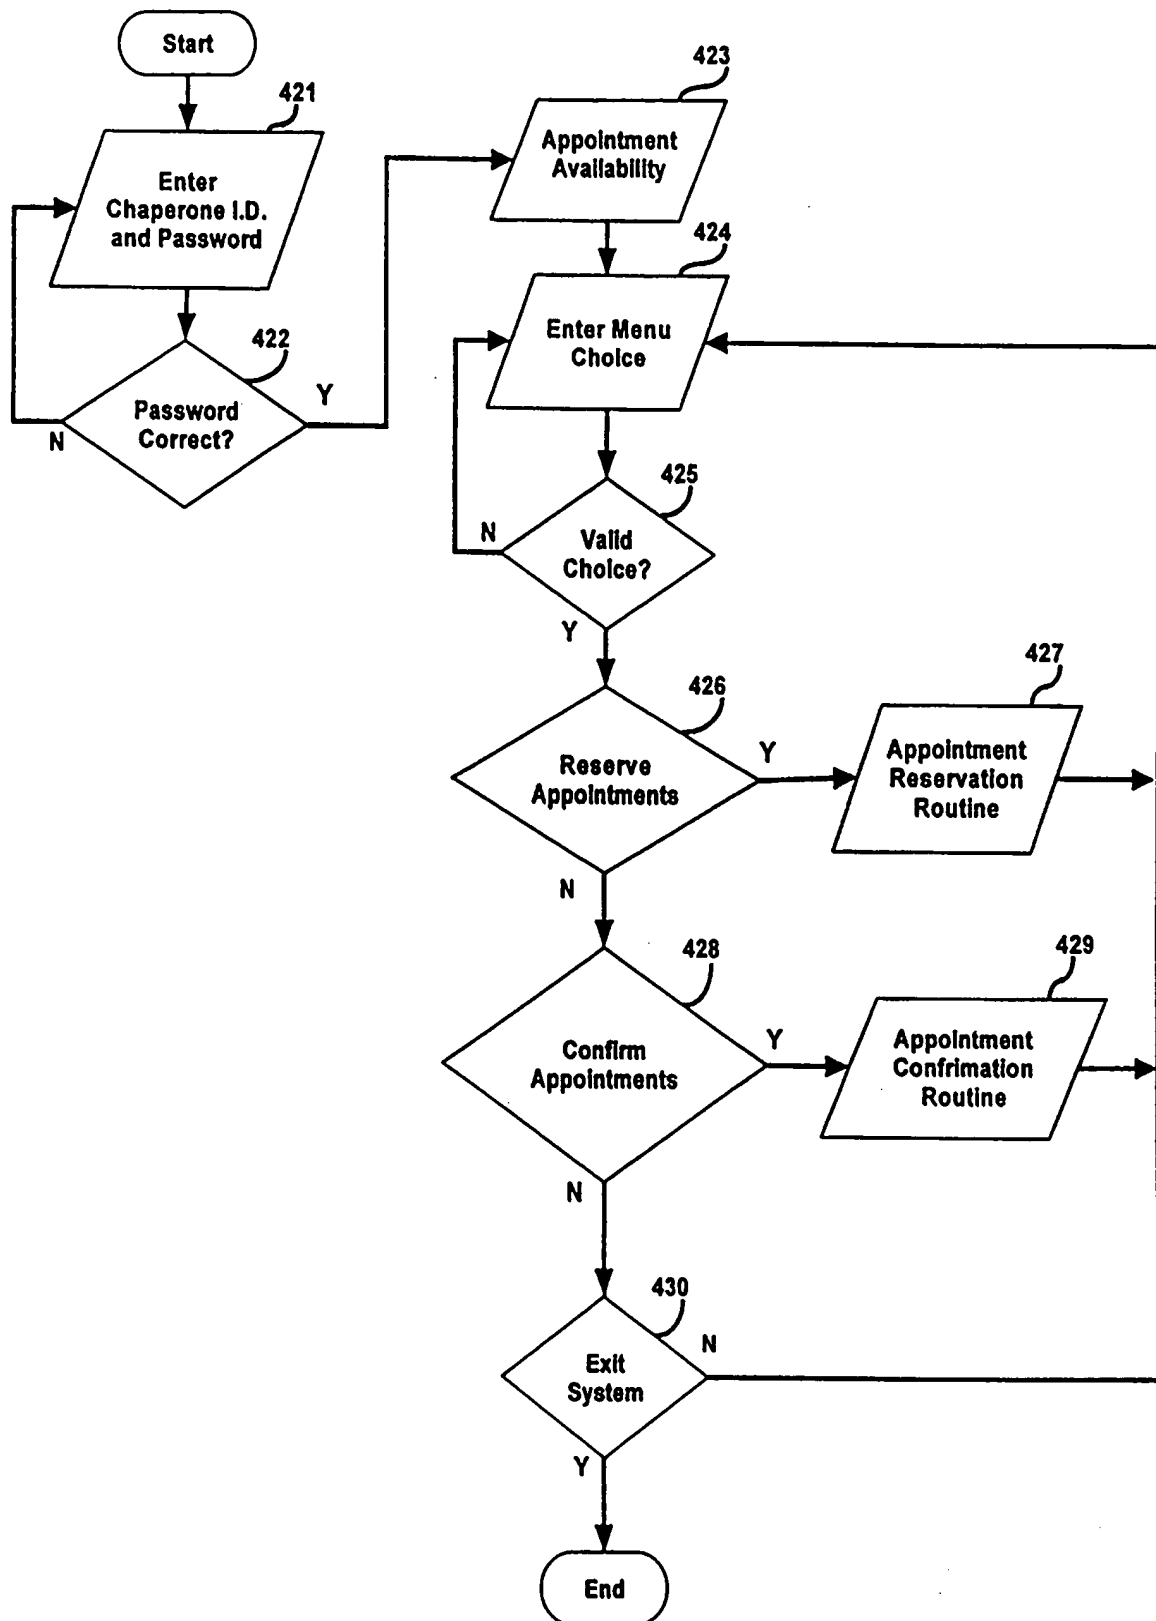 Start
421
Enter
Chaperone I.D.
and Password
422
Password
Correct?
N
Y
423
Appointment
Availability
424
Enter Menu
Choice
425
Valid
Choice?
N
Y
426
Reserve
Appointments
Y
N
427
Appointment
Reservation
Routine
428
Confirm
Appointments
Y
N
429
Appointment
Confrimation
Routine
430
Exit
System
N
Y
End